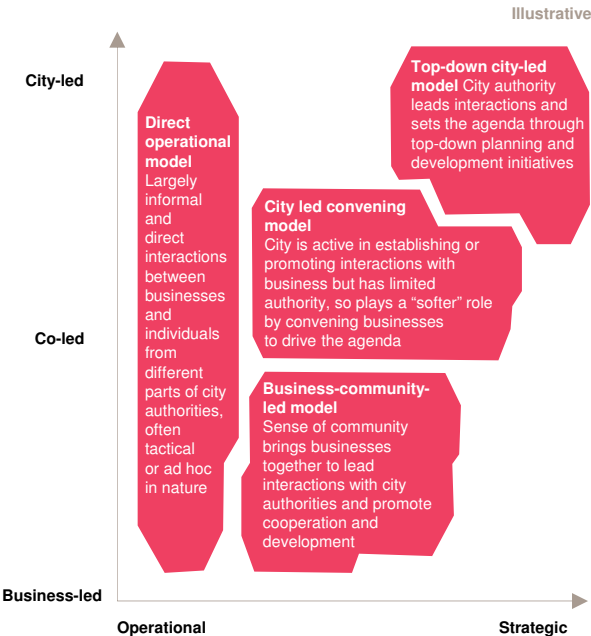 Illustrative
City-led
Co-led
Business-led
Direct
operational
model
Largely
informal
and
direct
interactions
between
businesses
and
individuals
from
different
parts of city
authorities,
often
tactical
or ad hoc
in nature
Top-down city-led
model City authority
leads interactions and
sets the agenda through
top-down planning and
development initiatives
City led convening
model
City is active in establishing or
promoting interactions with
business but has limited
authority, so plays a “softer” role
by convening businesses
to drive the agenda
Business-community-
led model
Sense of community
brings businesses
together to lead
interactions with city
authorities and promote
cooperation and
development
Operational
Strategic